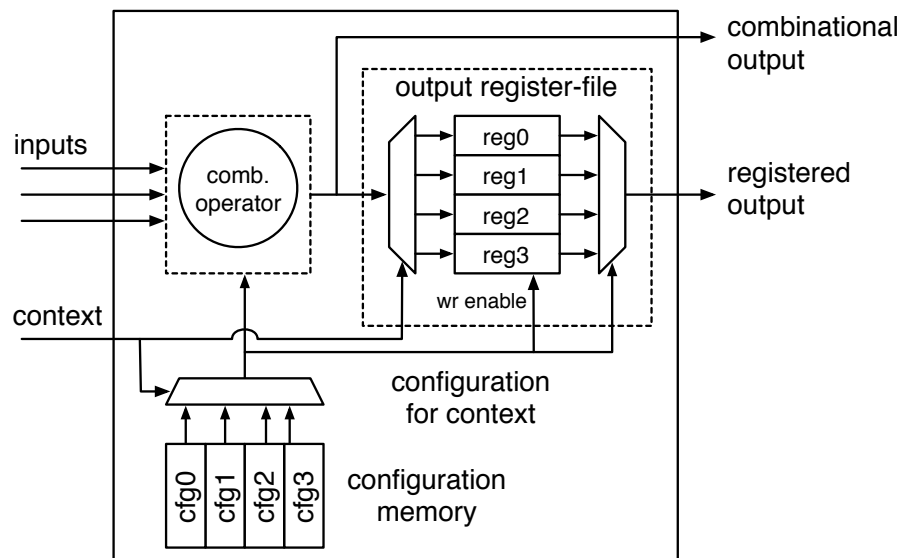 combinational
output
output register-file
inputs
comb.
operator
reg0
reg1
reg2
reg3
registered
output
wr enable
context
configuration
for context
cfg0
cfg1
cfg2
cfg3
configuration
memory